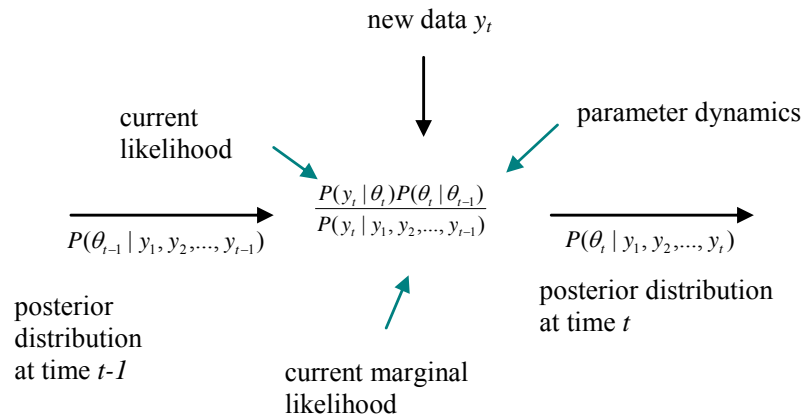 new data y_t
current
likelihood
parameter dynamics
P(y_t | θ_t)P(θ_t | θ_{t-1})
P(y_t | y_1, y_2,..., y_{t-1})
P(θ_{t-1} | y_1, y_2,..., y_{t-1})
P(θ_t | y_1, y_2,..., y_t)
posterior
distribution
at time t-1
posterior distribution
at time t
current marginal
likelihood